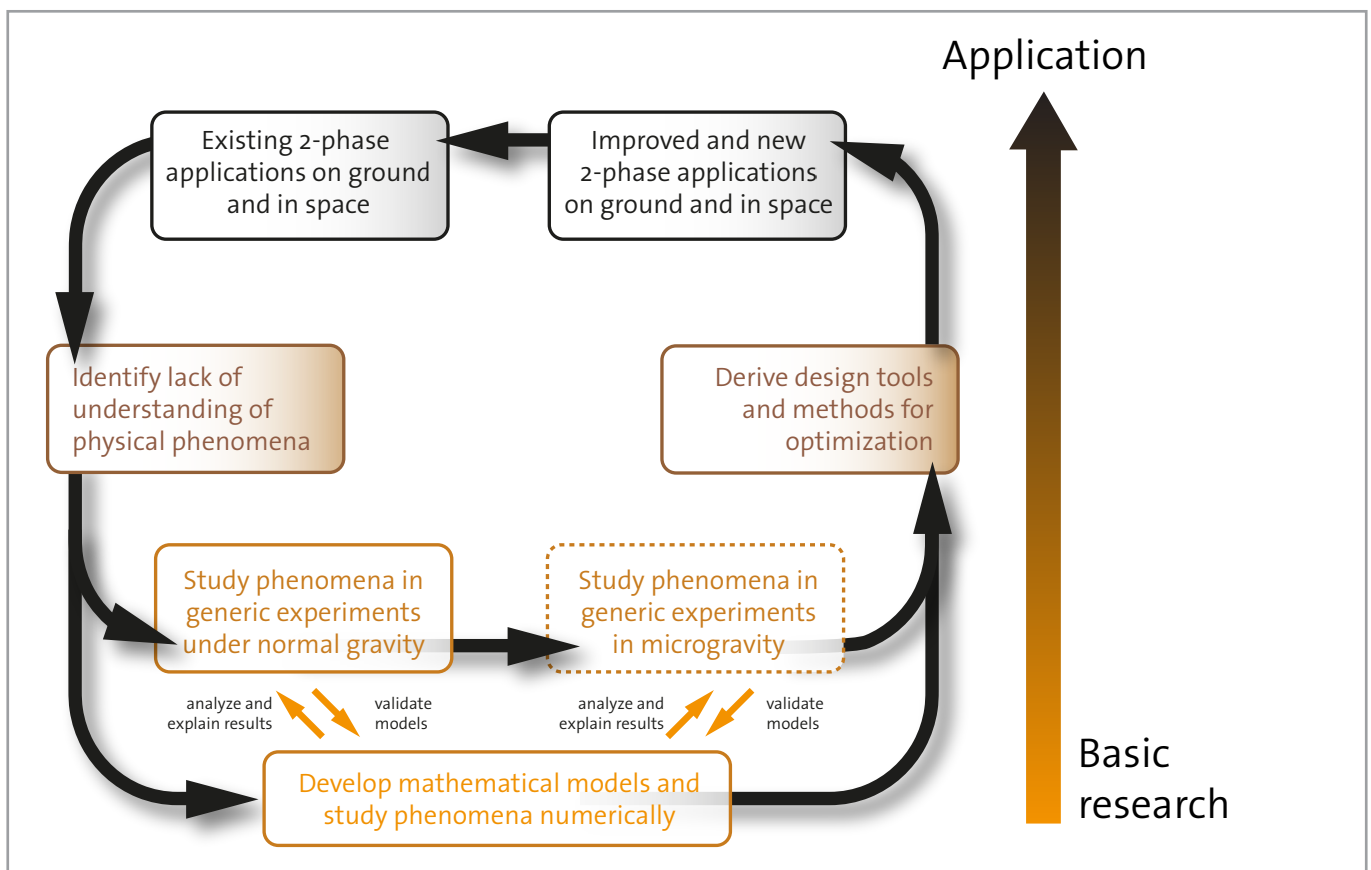 Application
Existing 2-phase
applications on ground
and in space
Improved and new
2-phase applications
on ground and in space
Identify lack of
understanding of
physical phenomena
Derive design tools
and methods for
optimization
Study phenomena in
generic experiments
under normal gravity
Study phenomena in
generic experiments
in microgravity
analyze and
explain results
validate
models
analyze and
explain results
validate
models
Develop mathematical models and
study phenomena numerically
Basic
research